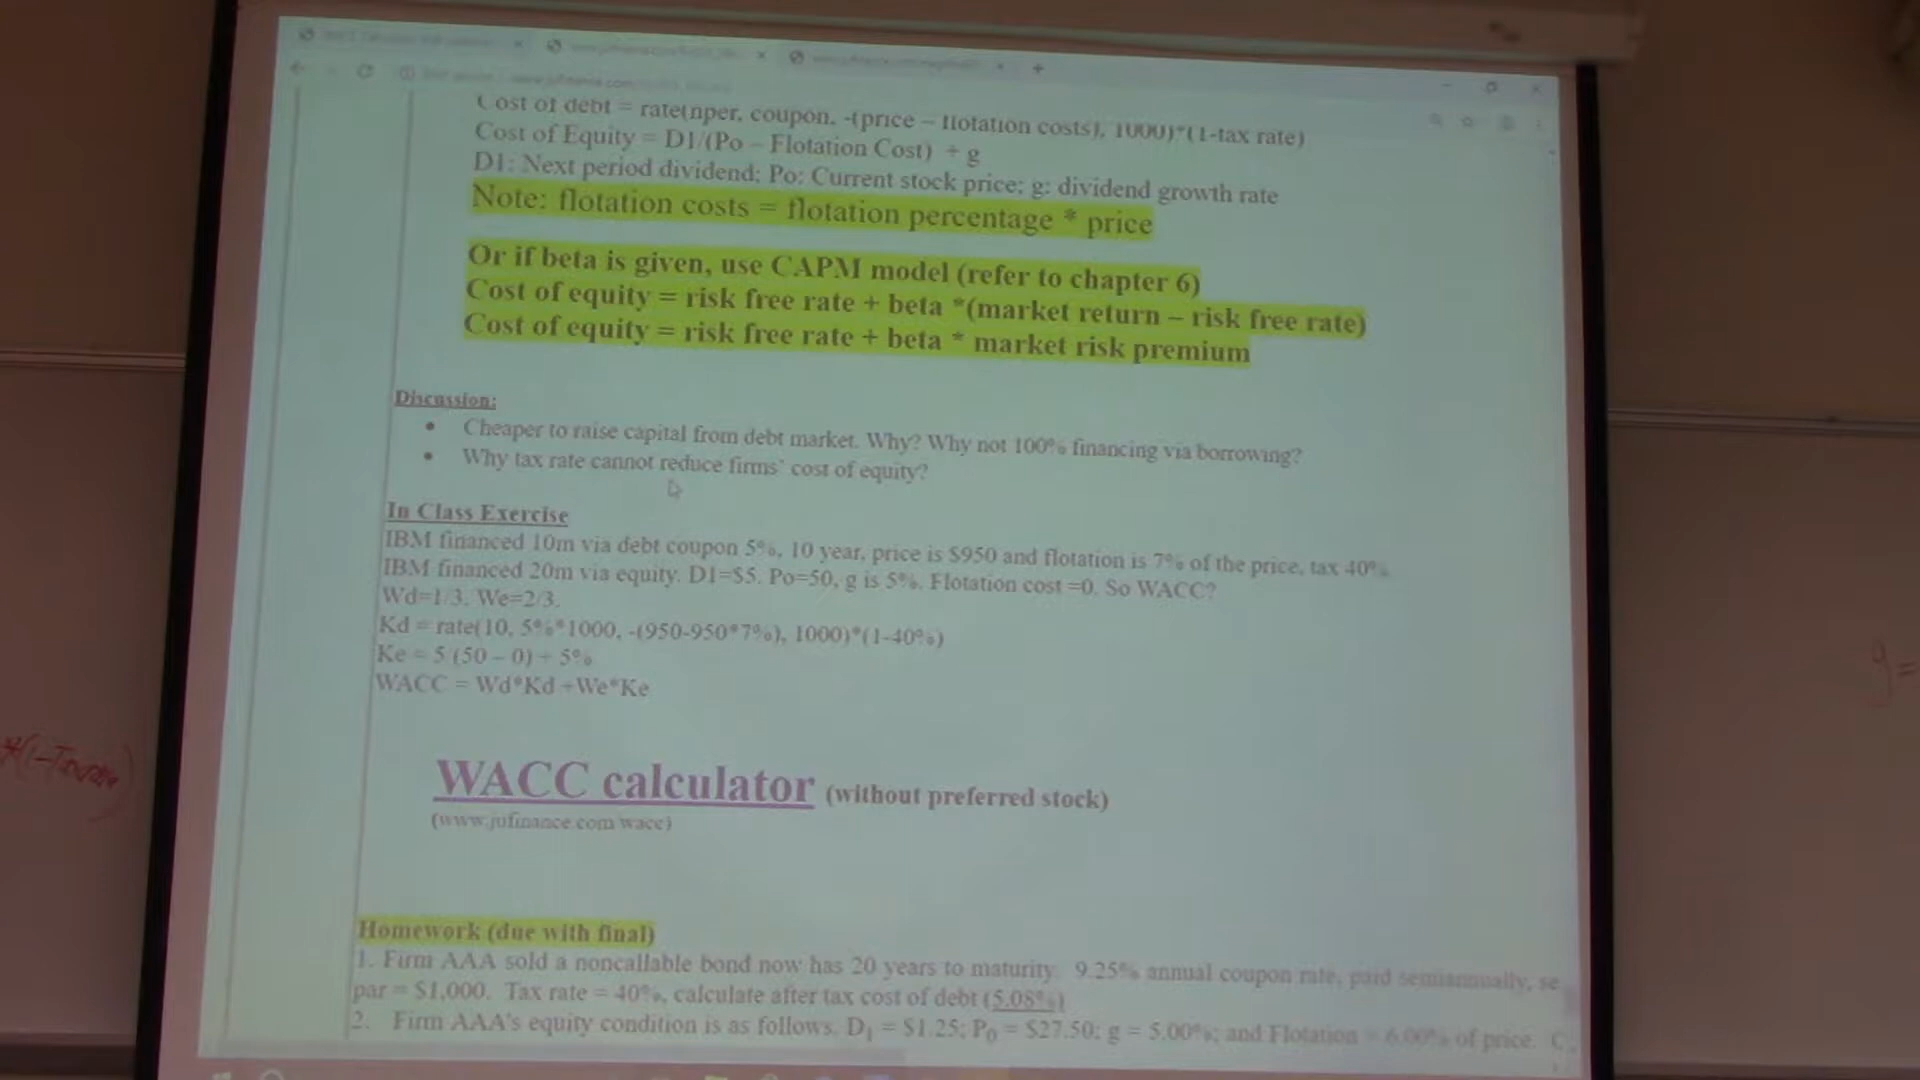 Cost of debt = rate(nper, coupon, -(price – flotation costs), 1000)*(1-tax rate)
Cost of Equity = D1/(Po – Flotation Cost) + g
D1: Next period dividend; Po: Current stock price; g: dividend growth rate
Note: flotation costs = flotation percentage * price
Or if beta is given, use CAPM model (refer to chapter 6)
Cost of equity = risk free rate + beta *(market return – risk free rate)
Cost of equity = risk free rate + beta * market risk premium
Discussion:
• Cheaper to raise capital from debt market. Why? Why not 100% financing via borrowing?
• Why tax rate cannot reduce firms' cost of equity?
In Class Exercise
IBM financed 10m via debt coupon 5%, 10 year, price is $950 and flotation is 7% of the price, tax 40%.
IBM financed 20m via equity. D1=$5. Po=50, g is 5%. Flotation cost =0. So WACC?
Wd=1/3. We=2/3.
Kd = rate(10, 5%*1000, -(950-950*7%), 1000)*(1-40%)
Ke = 5/(50 – 0) + 5%
WACC = Wd*Kd +We*Ke
WACC calculator (without preferred stock)
(www.jufinance.com/wacc)
*(1-Tax rate)
g=
Homework (due with final)
1. Firm AAA sold a noncallable bond now has 20 years to maturity. 9.25% annual coupon rate, paid semiannually, se
par = $1,000. Tax rate = 40%, calculate after tax cost of debt (5.08%)
2. Firm AAA's equity condition is as follows. D1 = $1.25; P0 = $27.50; g = 5.00%; and Flotation = 6.00% of price. C